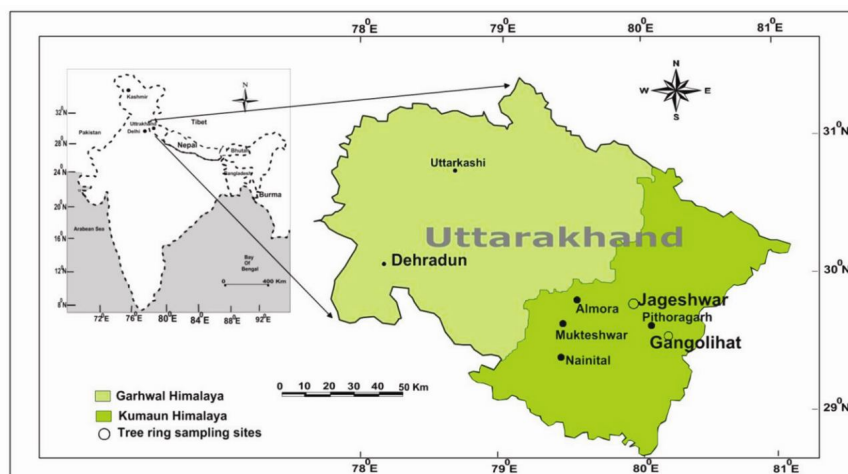 78°E 79°E 80°E 81°E
N
W E
S
31°N
30°N
29°N
78°E 79°E 80°E 81°E
N
Kashmir
Pakistan
Uttrakhand
Delhi
Tibet
Nepal
Bhutan
Bangladesh
Burma
Arabean Sea
Bay
Of
Bengal
0 400 Km
32°N
28°N
24°N
20°N
16°N
12°N
8°N
72°E 76°E 80°E 84°E 88°E 92°E
Uttarkashi
Uttarakhand
Dehradun
Jageshwar
Almora
Pithoragarh
Mukteshwar
Gangolihat
Nainital
Garhwal Himalaya
Kumaun Himalaya
Tree ring sampling sites
0 10 20 30 40 50 Km